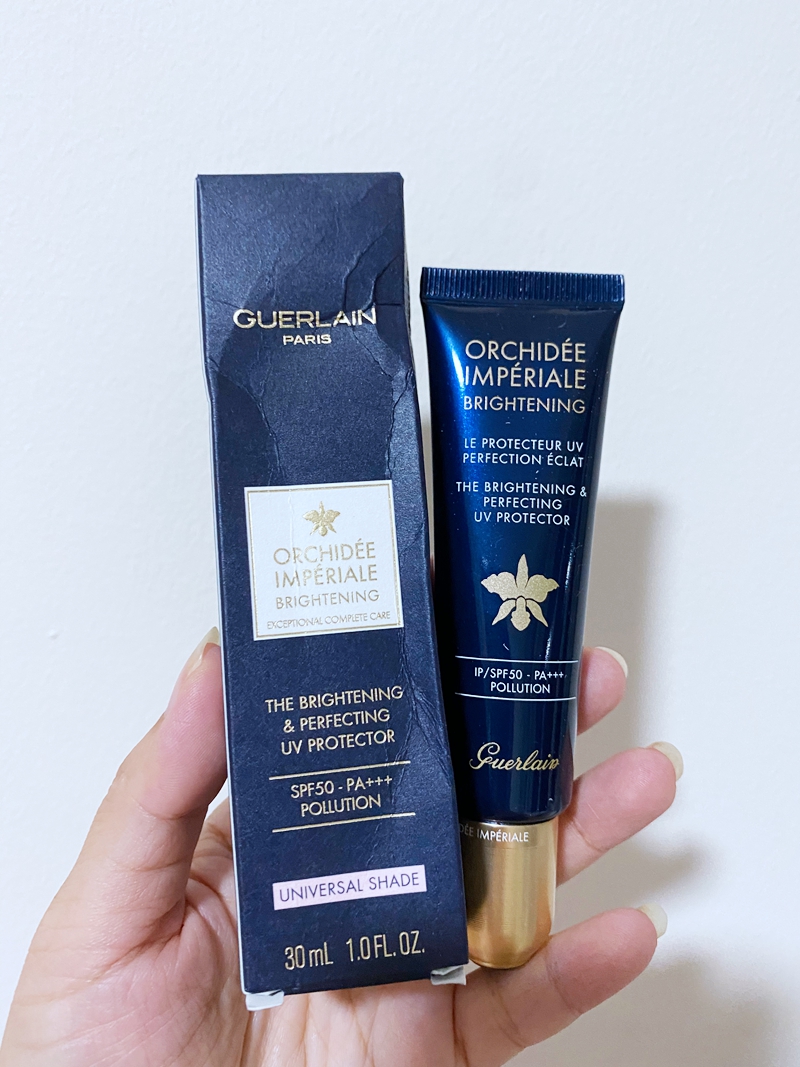 GUERLAIN
PARIS
ORCHIDÉE
IMPÉRIALE
BRIGHTENING
EXCEPTIONAL COMPLETE CARE
THE BRIGHTENING
& PERFECTING
UV PROTECTOR
SPF50 - PA+++
POLLUTION
UNIVERSAL SHADE
30 mL 1.0 FL. OZ.
ORCHIDÉE
IMPÉRIALE
BRIGHTENING
LE PROTECTEUR UV
PERFECTION ÉCLAT
THE BRIGHTENING &
PERFECTING
UV PROTECTOR
IP/SPF50 - PA+++
POLLUTION
Guerlain
DÉE IMPÉRIALE